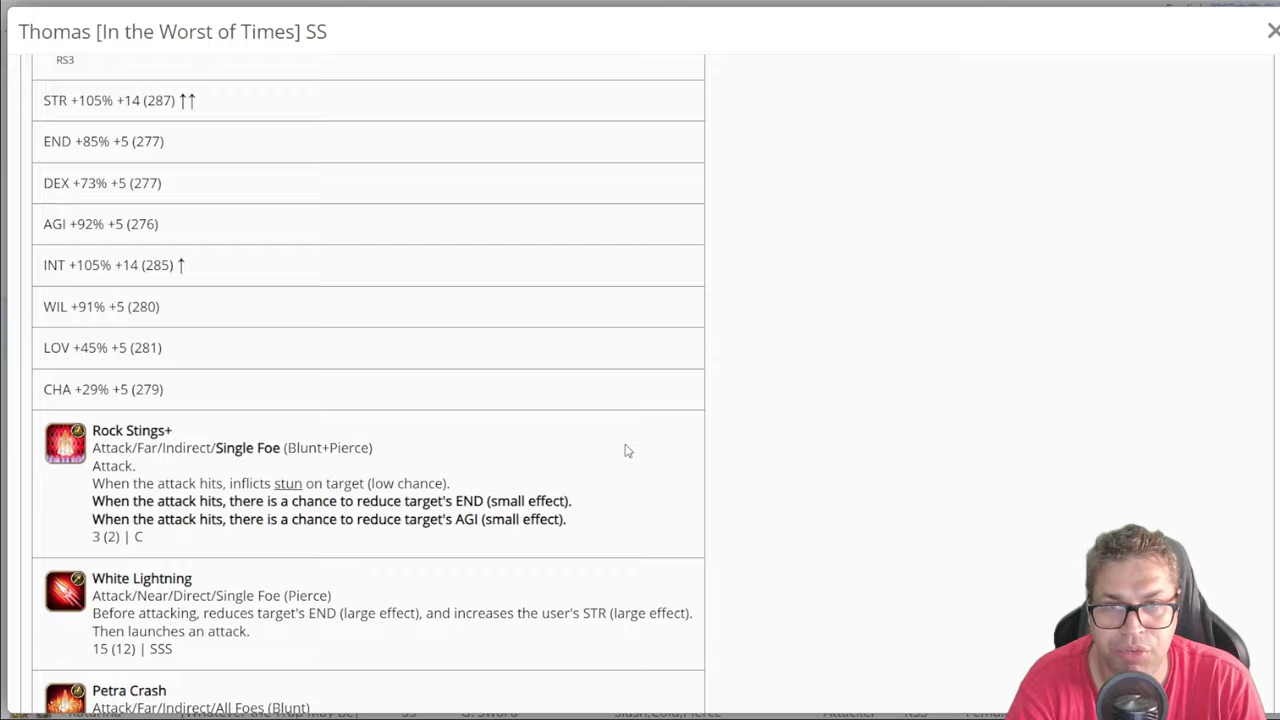 Thomas [In the Worst of Times] SS
RS3
STR +105% +14 (287) ↑↑
END +85% +5 (277)
DEX +73% +5 (277)
AGI +92% +5 (276)
INT +105% +14 (285) ↑
WIL +91% +5 (280)
LOV +45% +5 (281)
CHA +29% +5 (279)
Rock Stings+
Attack/Far/Indirect/Single Foe (Blunt+Pierce)
Attack.
When the attack hits, inflicts stun on target (low chance).
When the attack hits, there is a chance to reduce target's END (small effect).
When the attack hits, there is a chance to reduce target's AGI (small effect).
3 (2) | C
White Lightning
Attack/Near/Direct/Single Foe (Pierce)
Before attacking, reduces target's END (large effect), and increases the user's STR (large effect).
Then launches an attack.
15 (12) | SSS
Petra Crash
Attack/Far/Indirect/All Foes (Blunt)